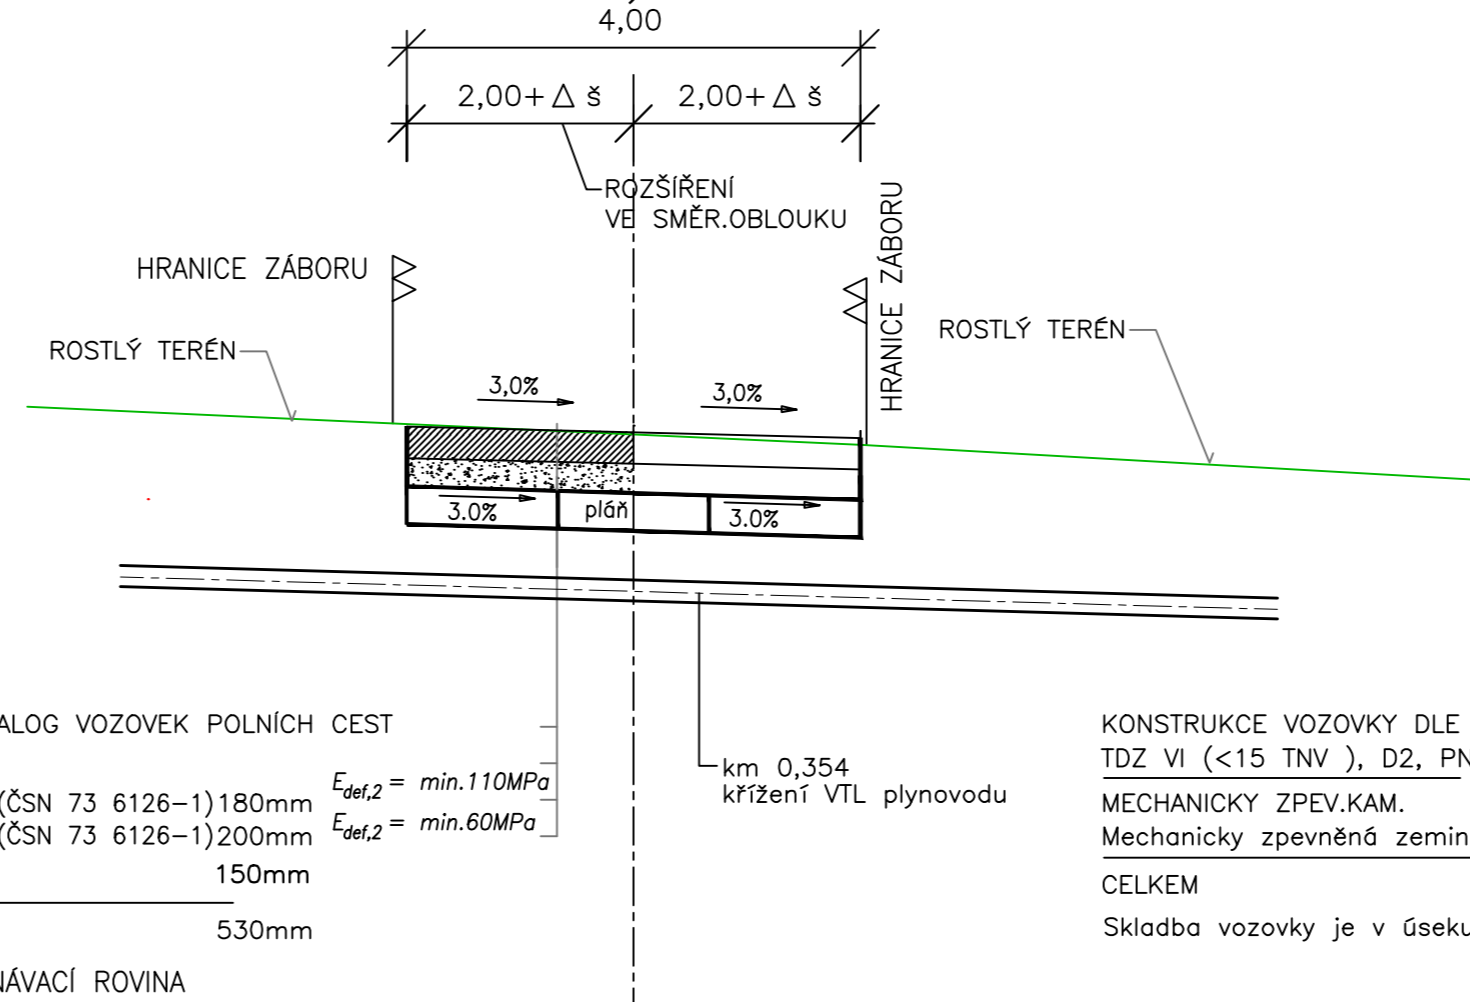 4,00
2,00+ △ š
2,00+ △ š
ROZŠÍŘENÍ
VE SMĚR.OBLOUKU
HRANICE ZÁBORU
HRANICE ZÁBORU
ROSTLÝ TERÉN
ROSTLÝ TERÉN
3,0%
3,0%
3.0%
pláň
3.0%
ALOG VOZOVEK POLNÍCH CEST
(ČSN 73 6126-1)180mm Edef,2 = min.110MPa
(ČSN 73 6126-1)200mm Edef,2 = min.60MPa
150mm
530mm
NÁVACÍ ROVINA
km 0,354
křížení VTL plynovodu
KONSTRUKCE VOZOVKY DLE
TDZ VI (<15 TNV ), D2, PN
MECHANICKY ZPEV.KAM.
Mechanicky zpevněná zemin
CELKEM
Skladba vozovky je v úseku